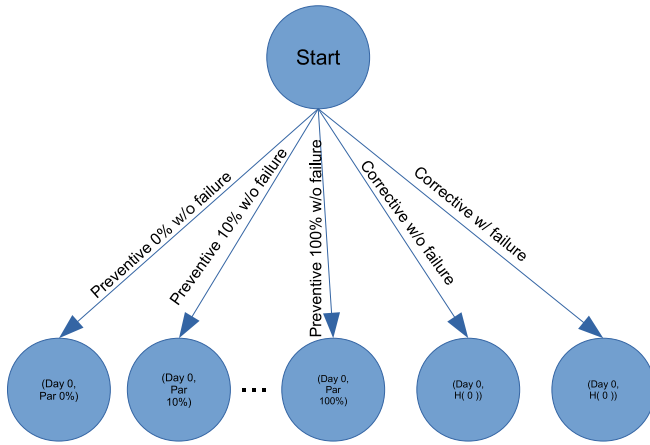 Start
Preventive 0% w/o failure
Preventive 10% w/o failure
Preventive 100% w/o failure
Corrective w/o failure
Corrective w/ failure
(Day 0,
Par 0%)
(Day 0,
Par
10%)
...
(Day 0,
Par
100%)
(Day 0,
H( 0 ))
(Day 0,
H( 0 ))